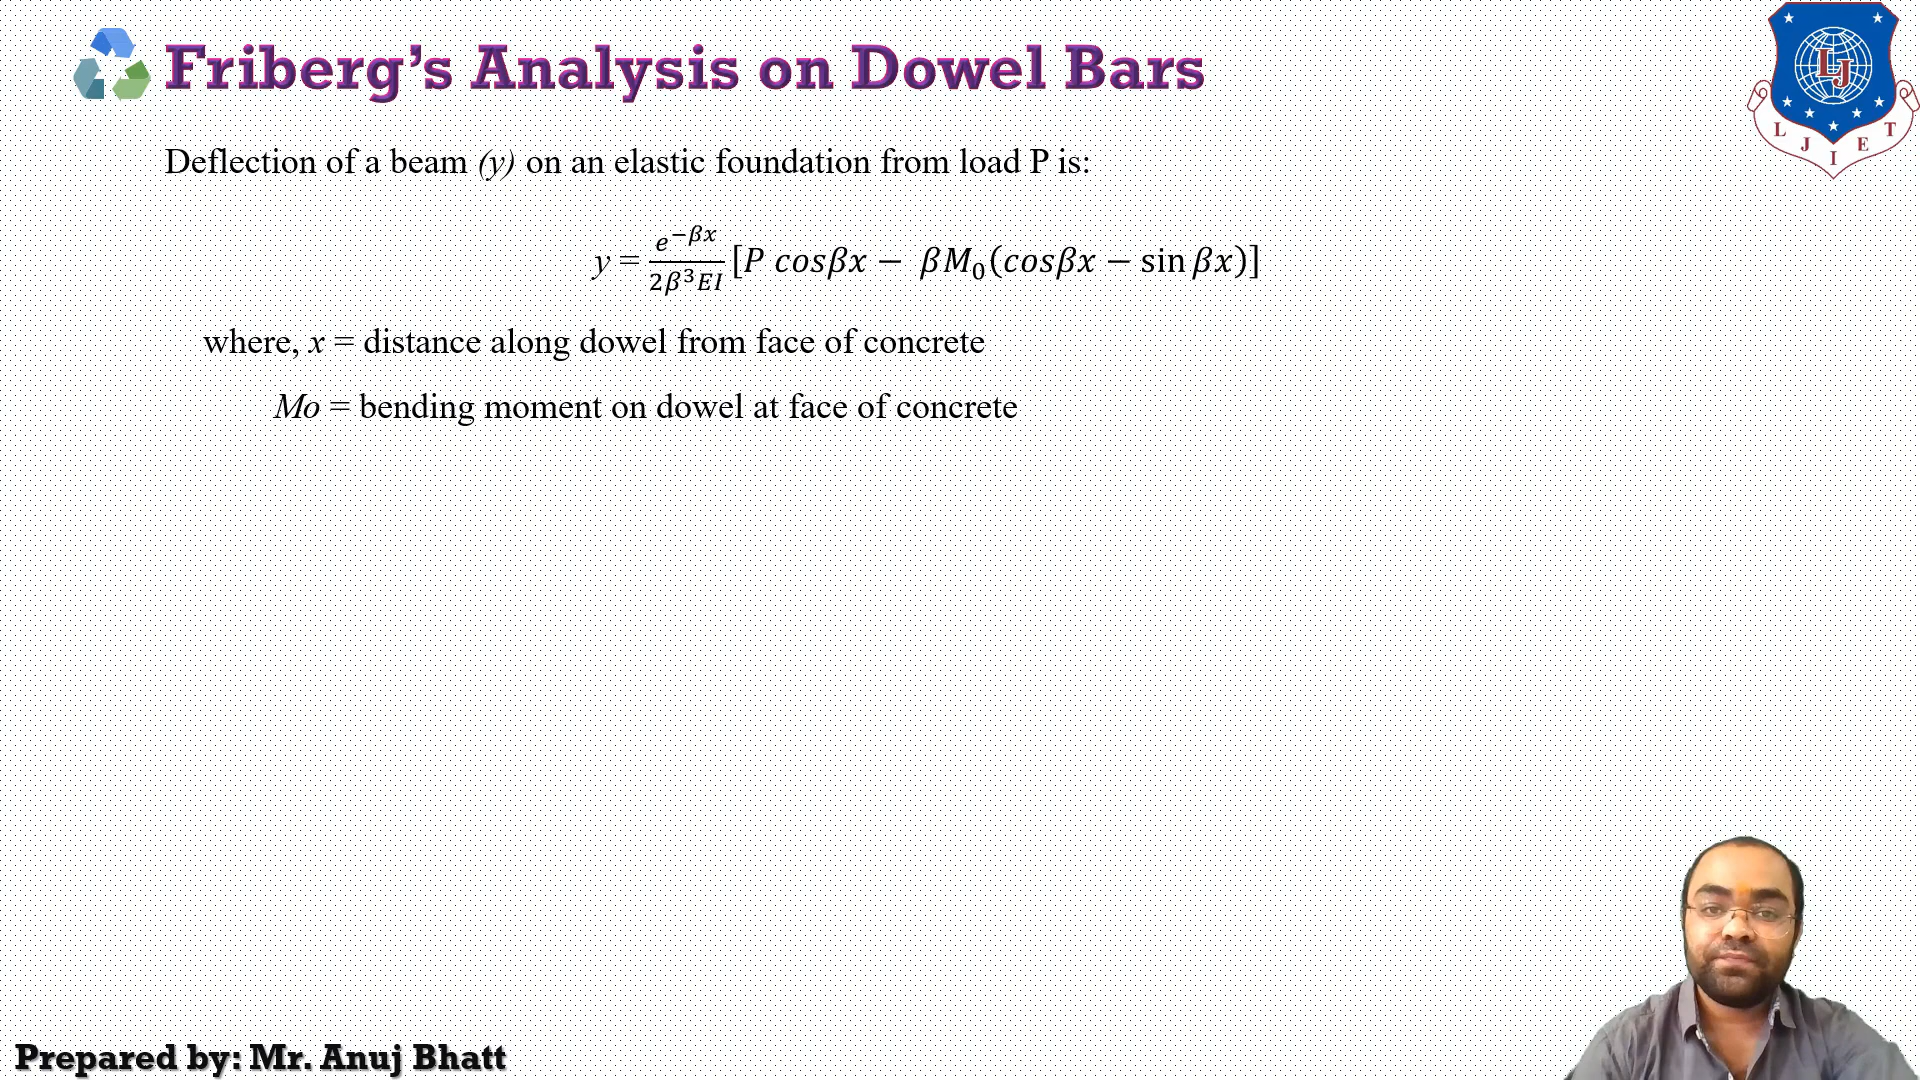 Friberg’s Analysis on Dowel Bars
LJ
L J I E T
Deflection of a beam (y) on an elastic foundation from load P is:
y = e^{−βx} / 2β³EI [P cosβx − βM₀(cosβx − sin βx)]
where, x = distance along dowel from face of concrete
Mo = bending moment on dowel at face of concrete
Prepared by: Mr. Anuj Bhatt